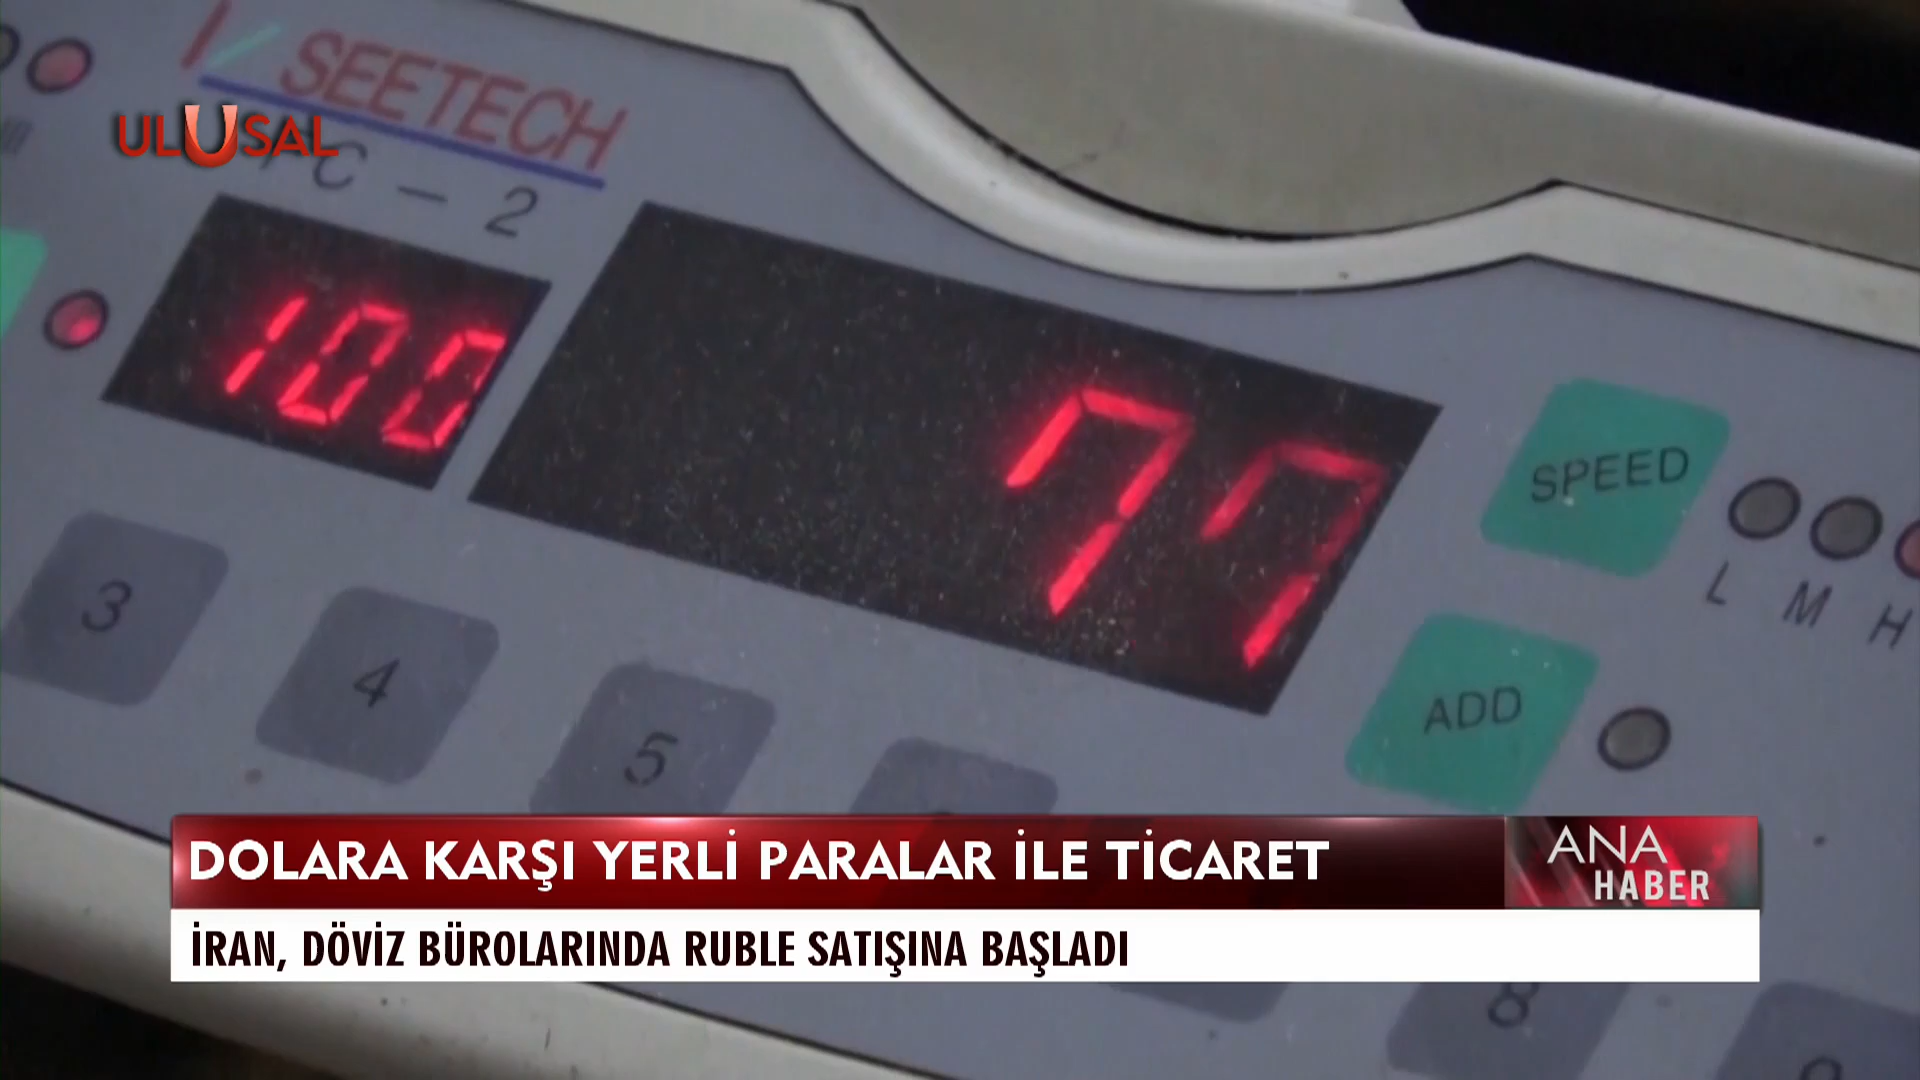 SEETECH
ULUSAL
C - 2
100
77
SPEED
L M H
3
4
5
ADD
DOLARA KARŞI YERLİ PARALAR İLE TİCARET
ANA
HABER
İRAN, DÖVİZ BÜROLARINDA RUBLE SATIŞINA BAŞLADI
8
9